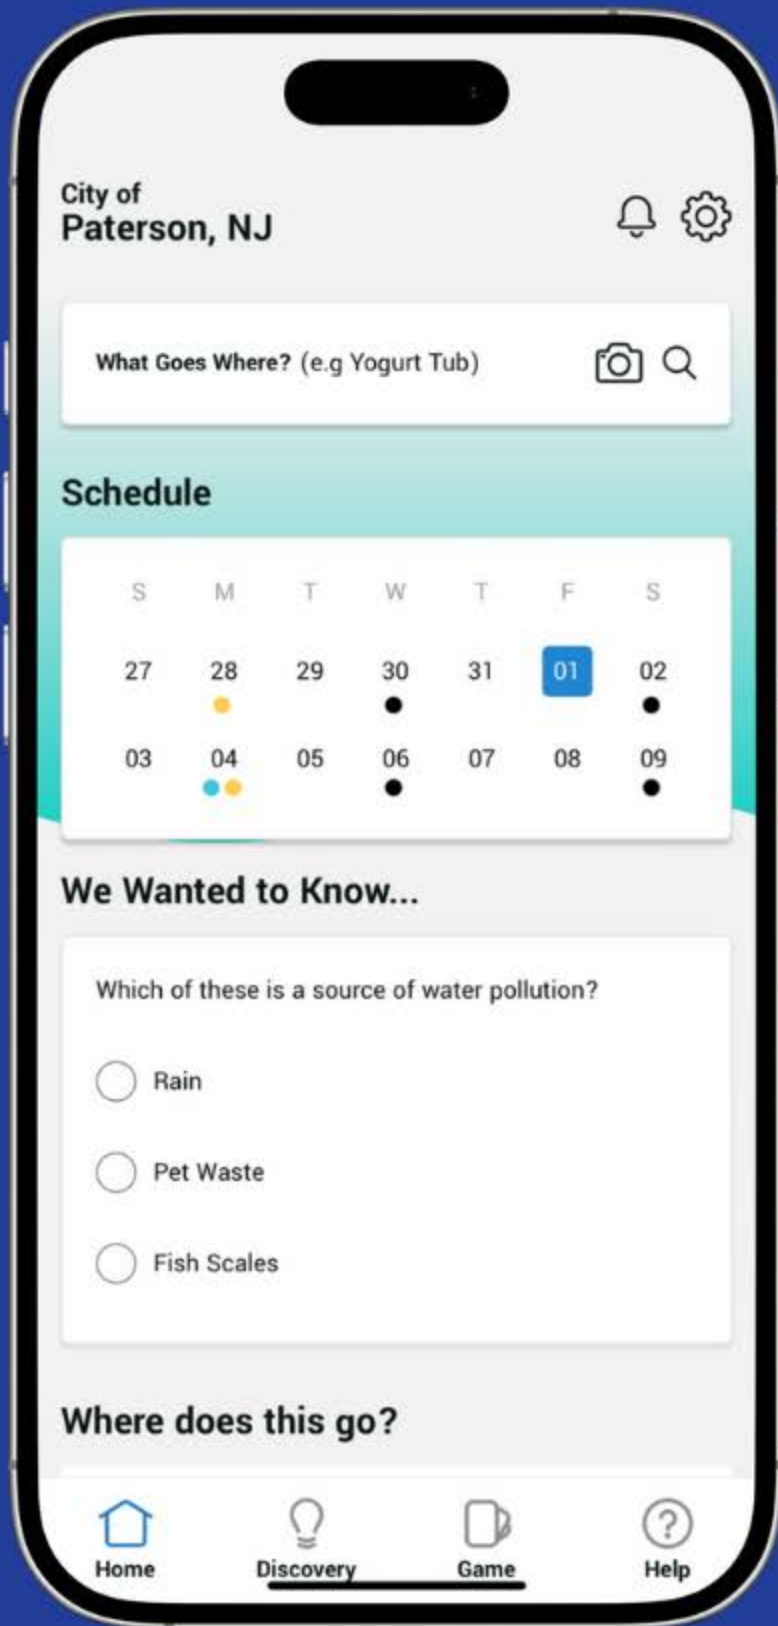 City of
Paterson, NJ
What Goes Where? (e.g Yogurt Tub)
Schedule
S M T W T F S
27 28 29 30 31 01 02
03 04 05 06 07 08 09
We Wanted to Know...
Which of these is a source of water pollution?
Rain
Pet Waste
Fish Scales
Where does this go?
Home Discovery Game Help